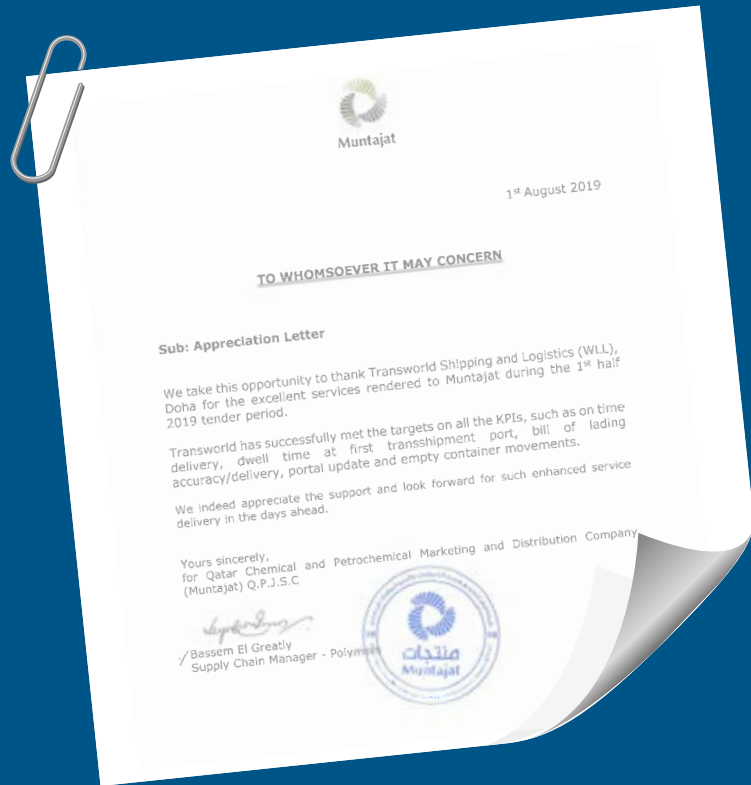 Muntajat
1st August 2019
TO WHOMSOEVER IT MAY CONCERN
Sub: Appreciation Letter
We take this opportunity to thank Transworld Shipping and Logistics (WLL),
Doha for the excellent services rendered to Muntajat during the 1st half
2019 tender period.
Transworld has successfully met the targets on all the KPIs, such as on time
delivery, dwell time at first transshipment port, bill of lading
accuracy/delivery, portal update and empty container movements.
We indeed appreciate the support and look forward for such enhanced service
delivery in the days ahead.
Yours sincerely,
for Qatar Chemical and Petrochemical Marketing and Distribution Company
(Muntajat) Q.P.J.S.C
/ Bassem El Greatly
Supply Chain Manager - Polymers
منتجات
Muntajat